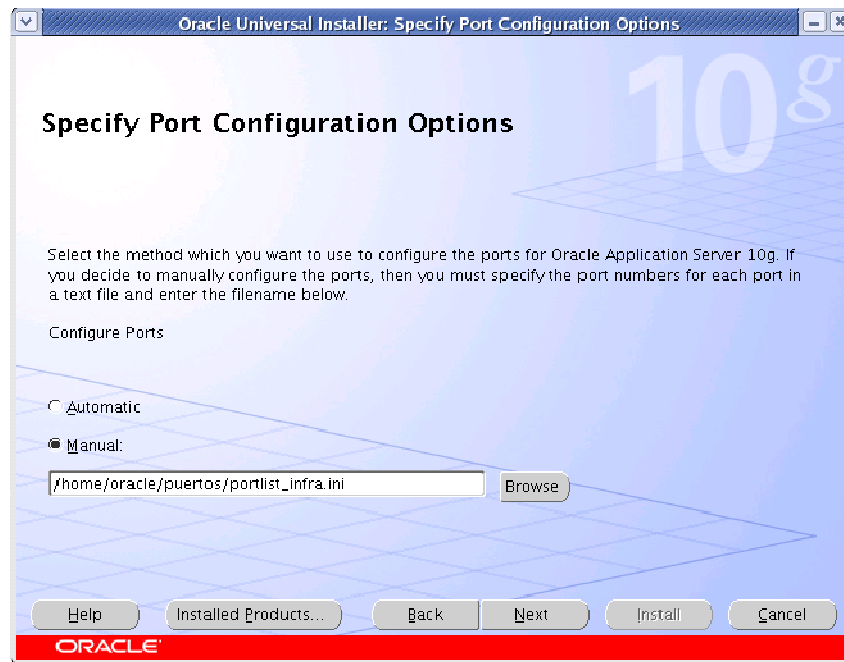 Oracle Universal Installer: Specify Port Configuration Options
10g
Specify Port Configuration Options
Select the method which you want to use to configure the ports for Oracle Application Server 10g. If
you decide to manually configure the ports, then you must specify the port numbers for each port in
a text file and enter the filename below.
Configure Ports
Automatic
Manual:
/home/oracle/puertos/portlist_infra.ini
Browse
Help
Installed Products...
Back
Next
Install
Cancel
ORACLE